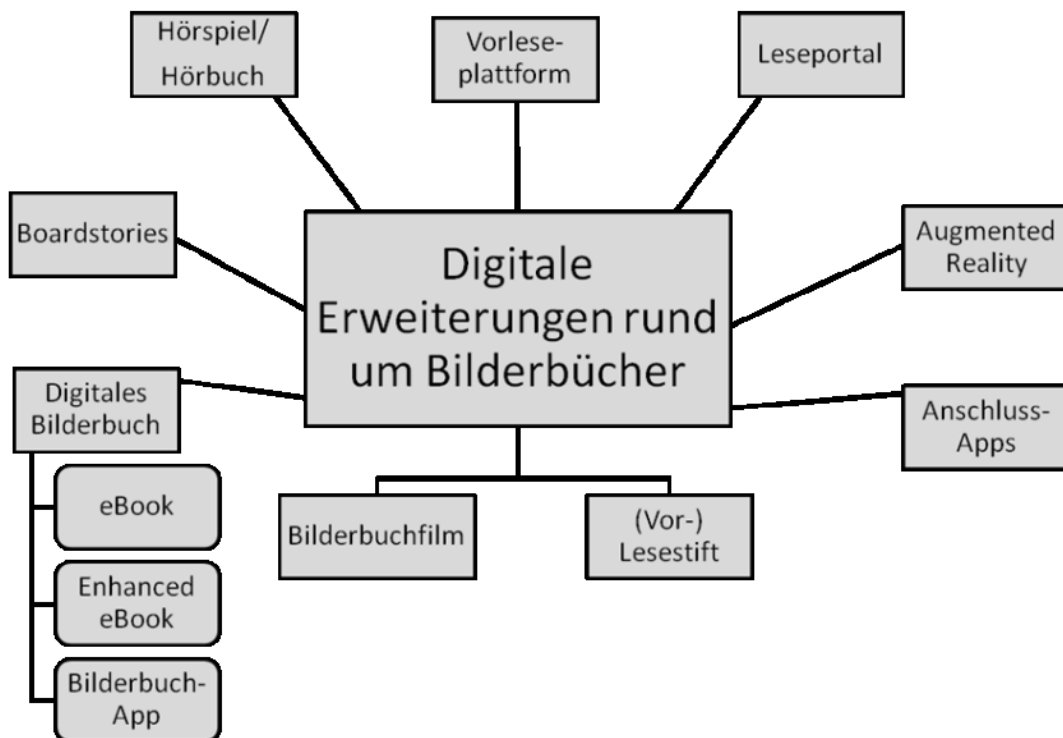 Hörspiel/
Hörbuch
Vorlese-
plattform
Leseportal
Boardstories
Digitale
Erweiterungen rund
um Bilderbücher
Augmented
Reality
Digitales
Bilderbuch
Anschluss-
Apps
eBook
Bilderbuchfilm
(Vor-)
Lesestift
Enhanced
eBook
Bilderbuch-
App